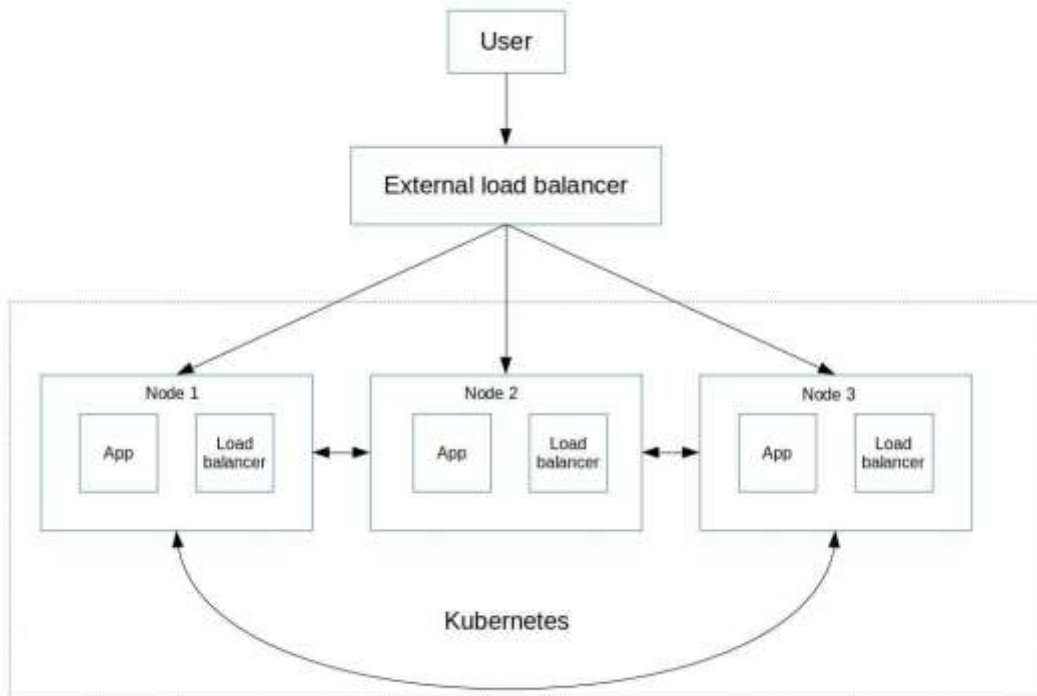 User
External load balancer
Node 1
App
Load
balancer
Node 2
App
Load
balancer
Node 3
App
Load
balancer
Kubernetes